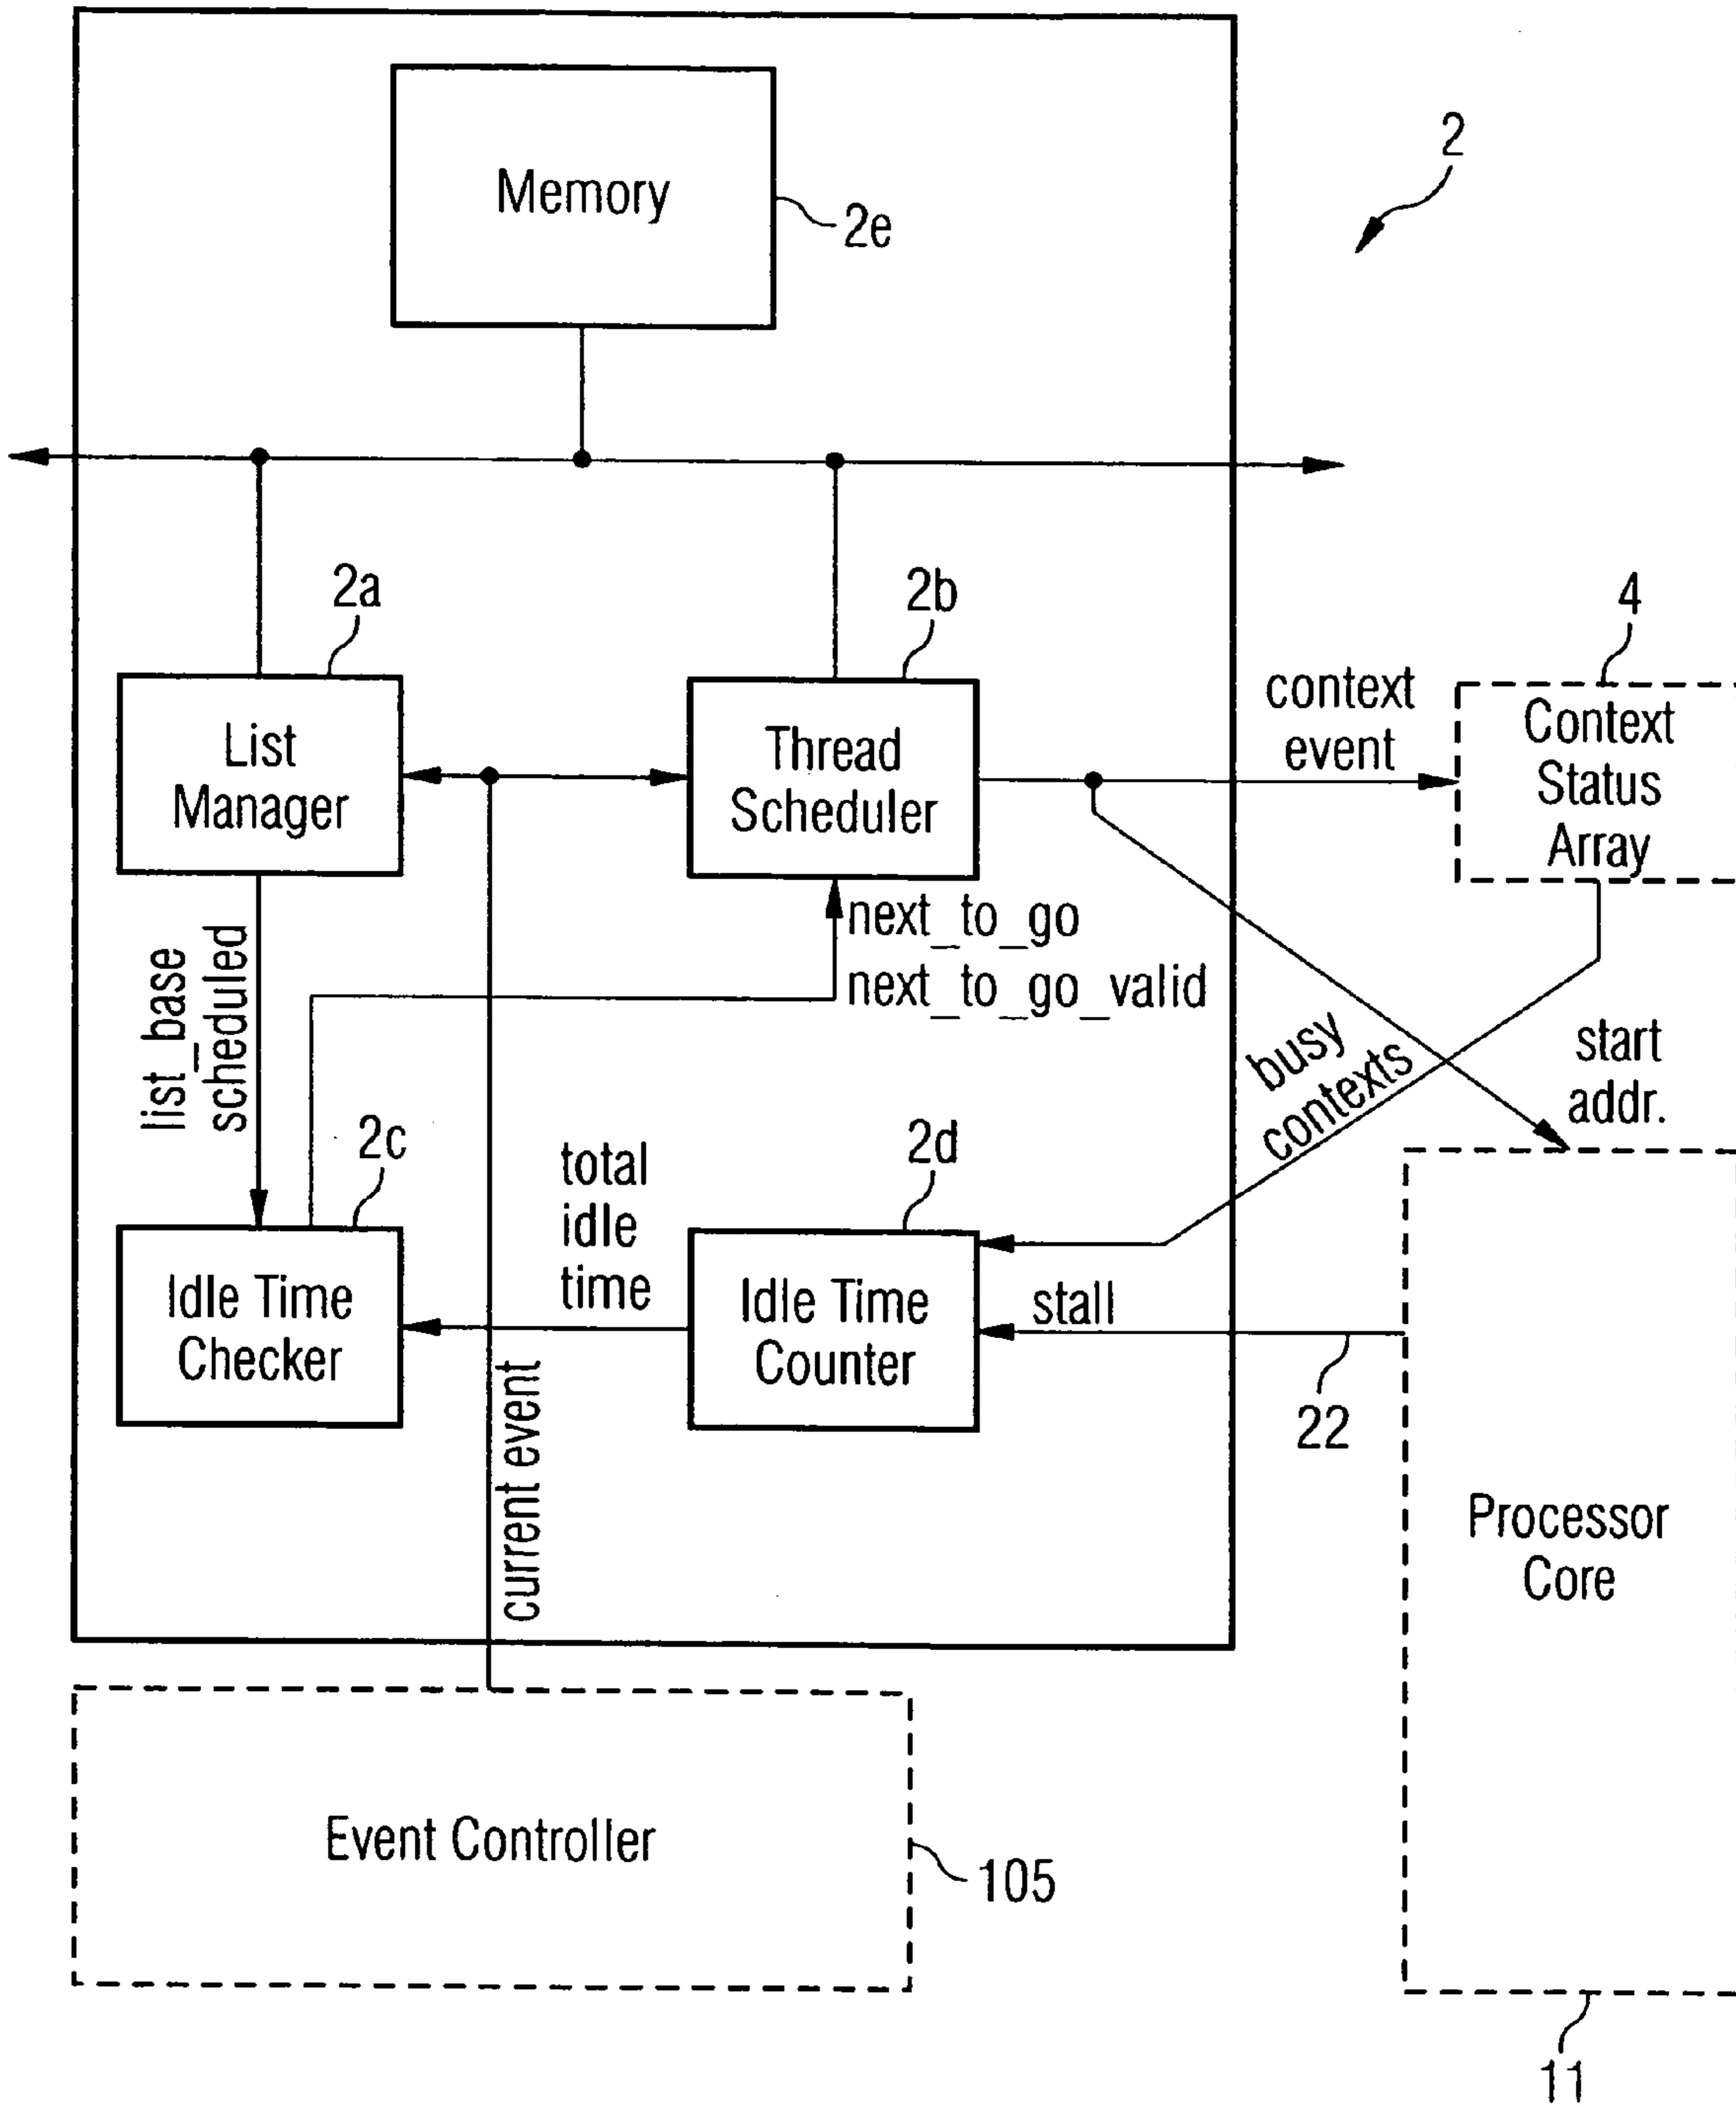 Memory
2e
2
2a
2b
4
List
Manager
Thread
Scheduler
context
event
Context
Status
Array
list_base
scheduled
next_to_go
next_to_go_valid
busy
contexts
start
addr.
2c
total
idle
time
2d
Idle Time
Checker
Idle Time
Counter
stall
22
current event
Processor
Core
Event Controller
105
11